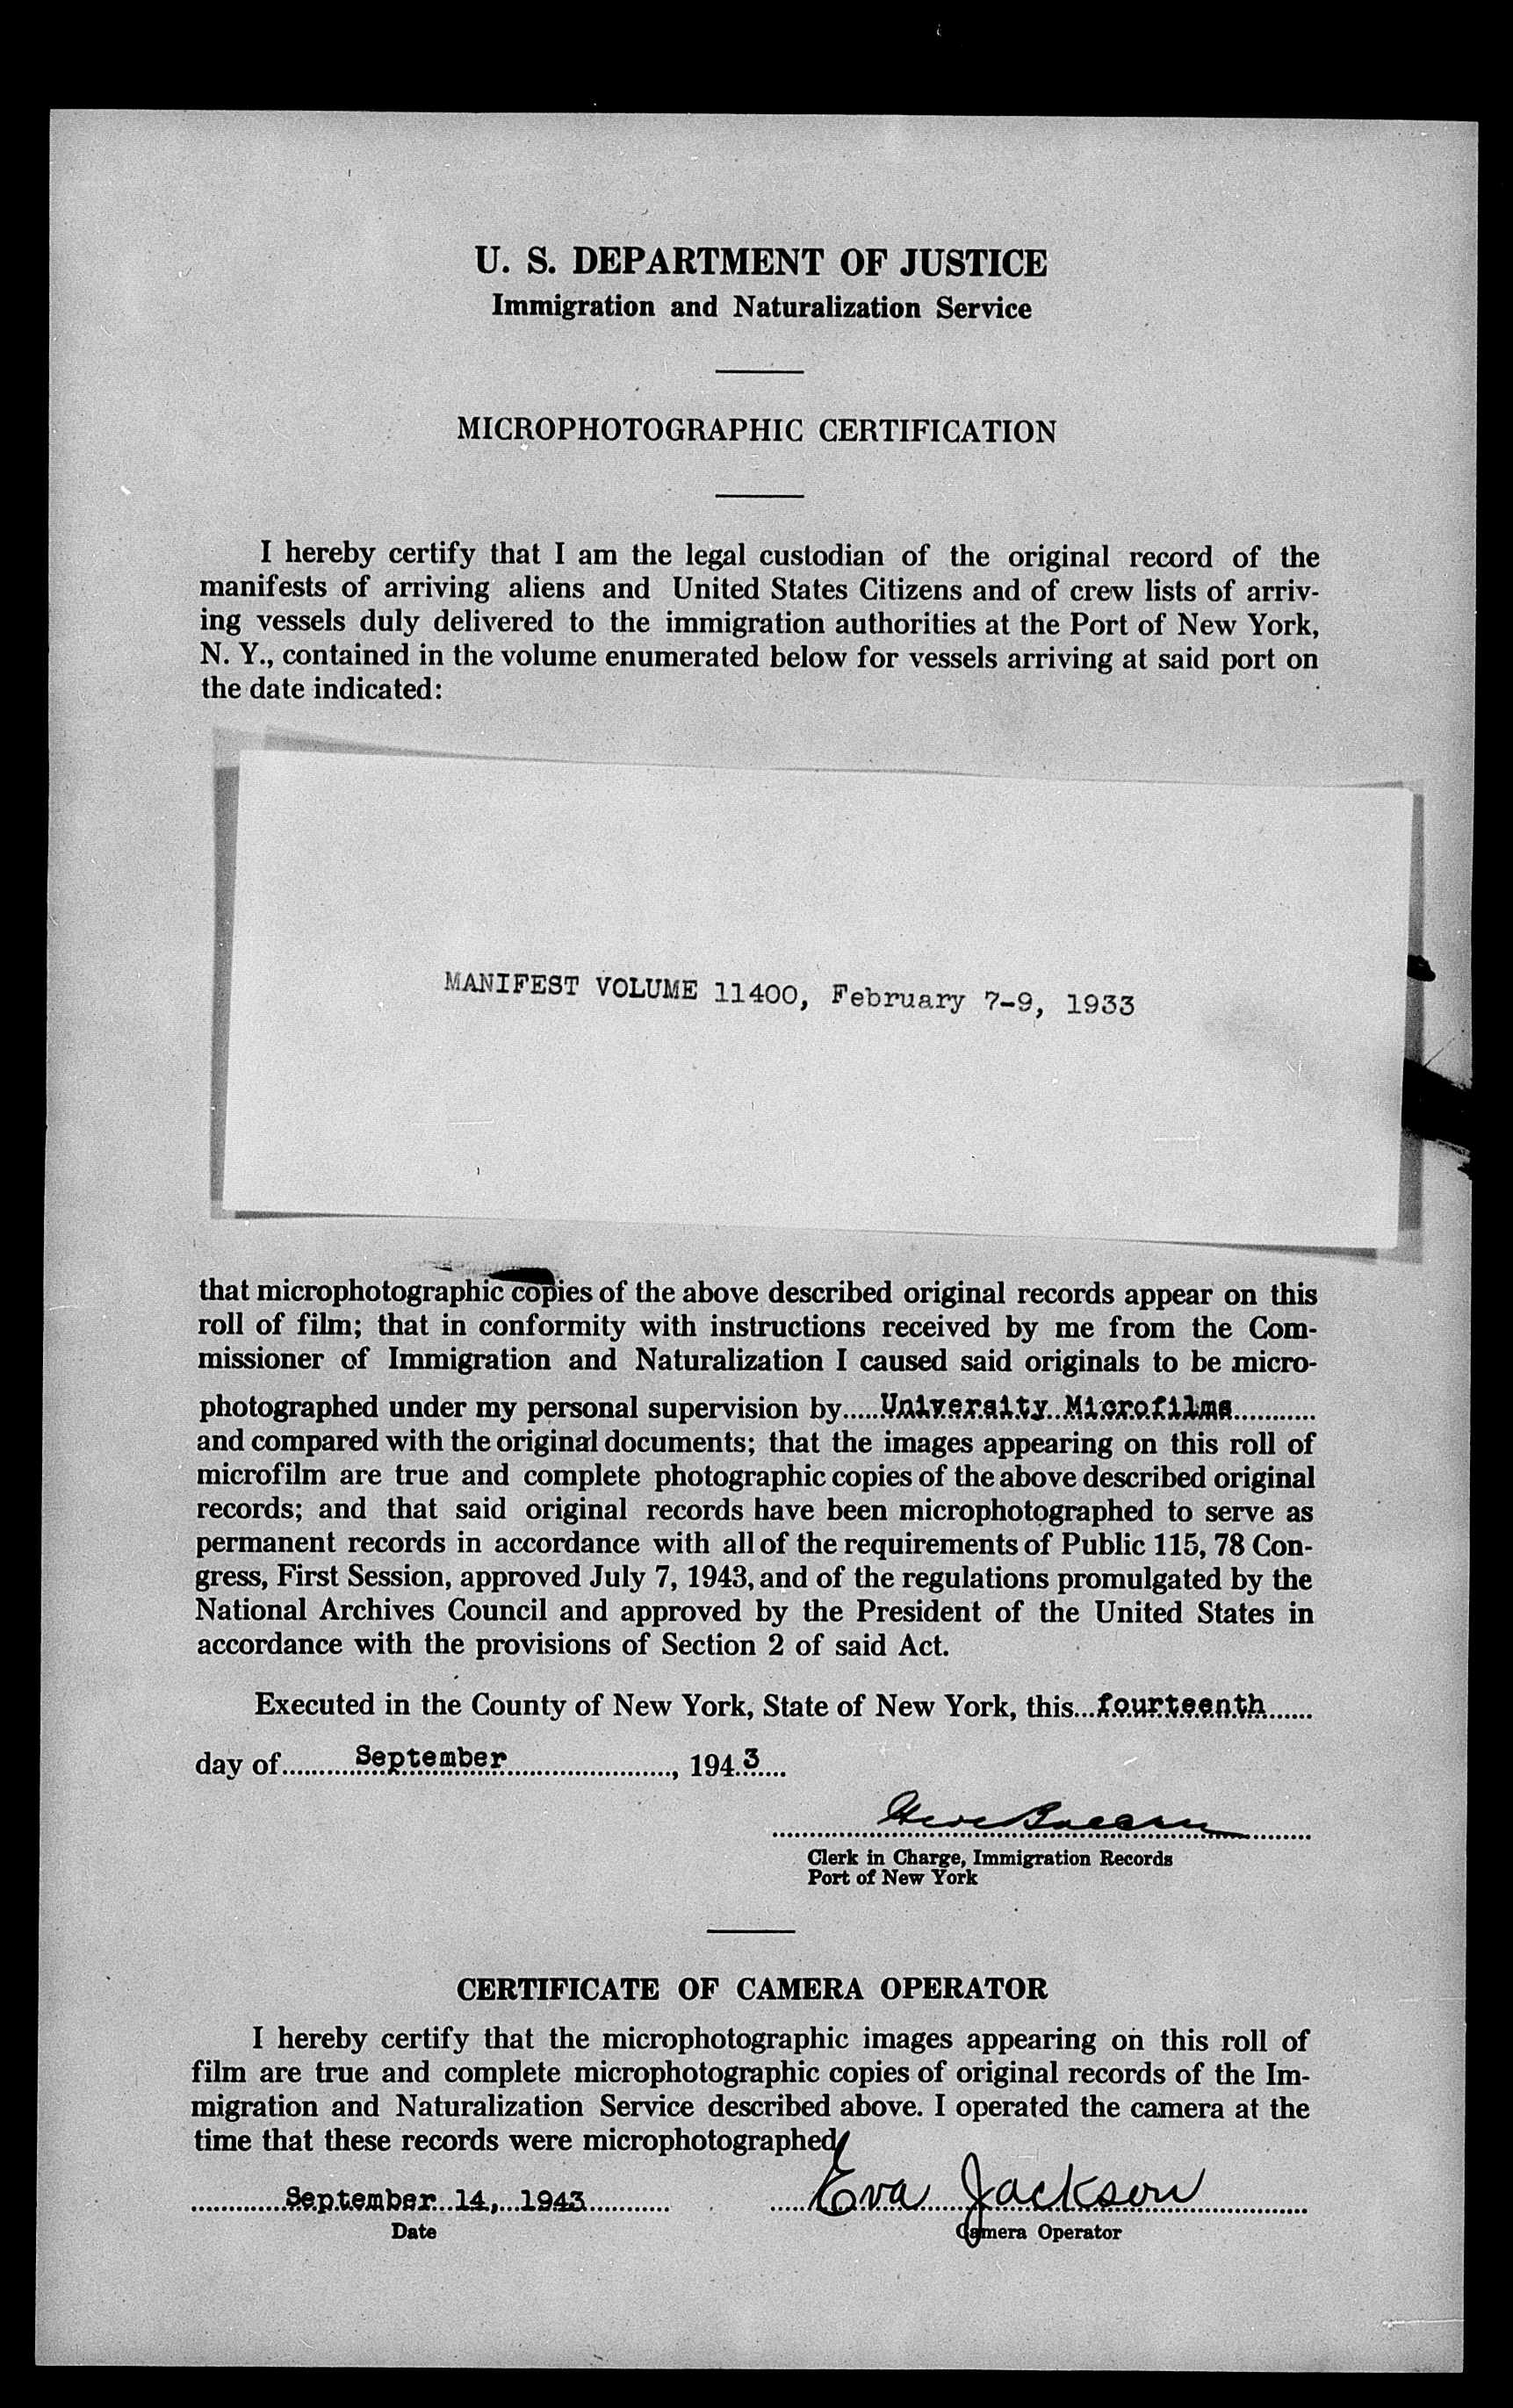 U. S. DEPARTMENT OF JUSTICE
Immigration and Naturalization Service
MICROPHOTOGRAPHIC CERTIFICATION
I hereby certify that I am the legal custodian of the original record of the
manifests of arriving aliens and United States Citizens and of crew lists of arriv-
ing vessels duly delivered to the immigration authorities at the Port of New York,
N. Y., contained in the volume enumerated below for vessels arriving at said port on
the date indicated:
MANIFEST VOLUME 11400, February 7-9, 1933
that microphotographic copies of the above described original records appear on this
roll of film; that in conformity with instructions received by me from the Com-
missioner of Immigration and Naturalization I caused said originals to be micro-
photographed under my personal supervision by.....University Microfilms...........
and compared with the original documents; that the images appearing on this roll of
microfilm are true and complete photographic copies of the above described original
records; and that said original records have been microphotographed to serve as
permanent records in accordance with all of the requirements of Public 115, 78 Con-
gress, First Session, approved July 7, 1943, and of the regulations promulgated by the
National Archives Council and approved by the President of the United States in
accordance with the provisions of Section 2 of said Act.
Executed in the County of New York, State of New York, this...fourteenth......
day of..........September......................, 194.3....
Clerk in Charge, Immigration Records
Port of New York
CERTIFICATE OF CAMERA OPERATOR
I hereby certify that the microphotographic images appearing on this roll of
film are true and complete microphotographic copies of original records of the Im-
migration and Naturalization Service described above. I operated the camera at the
time that these records were microphotographed.
September 14, 1943 Eva Jackson
Date Camera Operator